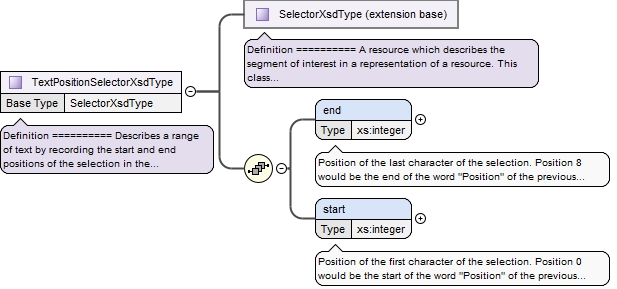 SelectorXsdType (extension base)
Definition ========== A resource which describes the
segment of interest in a representation of a resource. This
class...
TextPositionSelectorXsdType
Base Type SelectorXsdType
Definition ========== Describes a range
of text by recording the start and end
positions of the selection in the...
end
Type xs:integer
Position of the last character of the selection. Position 8
would be the end of the word "Position" of the previous...
start
Type xs:integer
Position of the first character of the selection. Position 0
would be the start of the word "Position" of the previous...